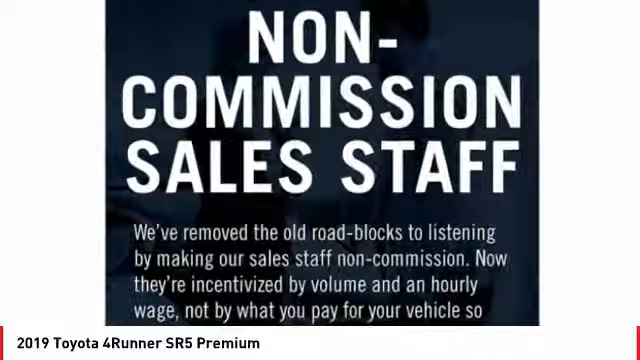 NON-
COMMISSION
SALES STAFF
We've removed the old road-blocks to listening
by making our sales staff non-commission. Now
they're incentivized by volume and an hourly
wage, not by what you pay for your vehicle so
2019 Toyota 4Runner SR5 Premium